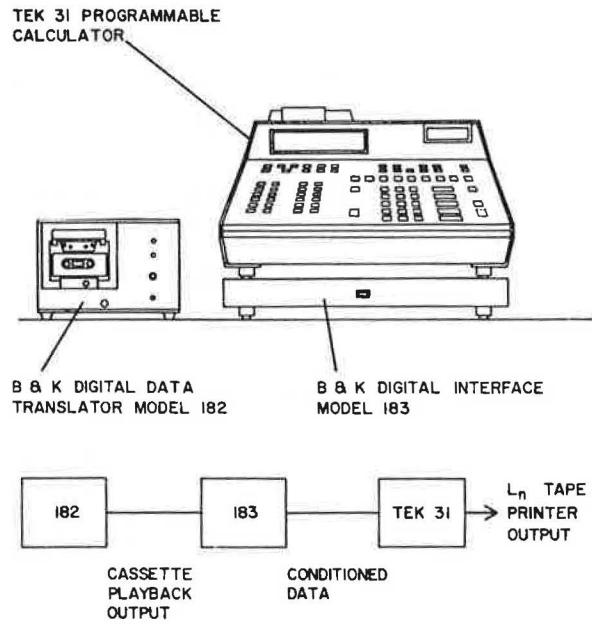 TEK 31 PROGRAMMABLE
CALCULATOR
B & K DIGITAL DATA
TRANSLATOR MODEL 182
B & K DIGITAL INTERFACE
MODEL 183
182
183
TEK 31
Ln TAPE
PRINTER
OUTPUT
CASSETTE
PLAYBACK
OUTPUT
CONDITIONED
DATA